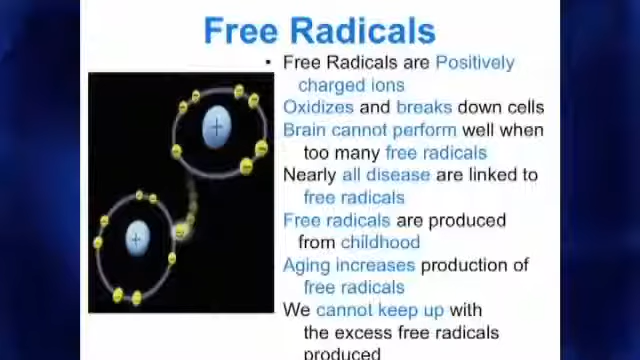 Free Radicals
• Free Radicals are Positively
charged ions
Oxidizes and breaks down cells
Brain cannot perform well when
too many free radicals
Nearly all disease are linked to
free radicals
Free radicals are produced
from childhood
Aging increases production of
free radicals
We cannot keep up with
the excess free radicals
produced